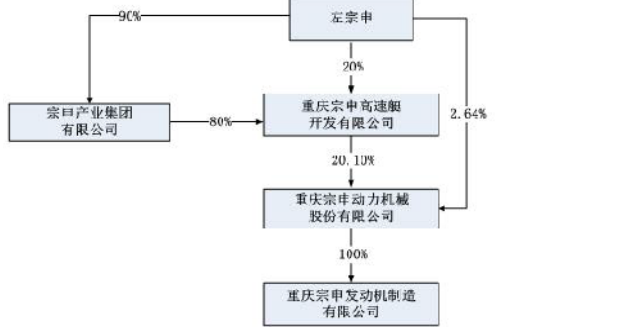 左宗申
90%
20%
宗申产业集团
有限公司
80%
重庆宗申高速艇
开发有限公司
2.64%
20.10%
重庆宗申动力机械
股份有限公司
100%
重庆宗申发动机制造
有限公司